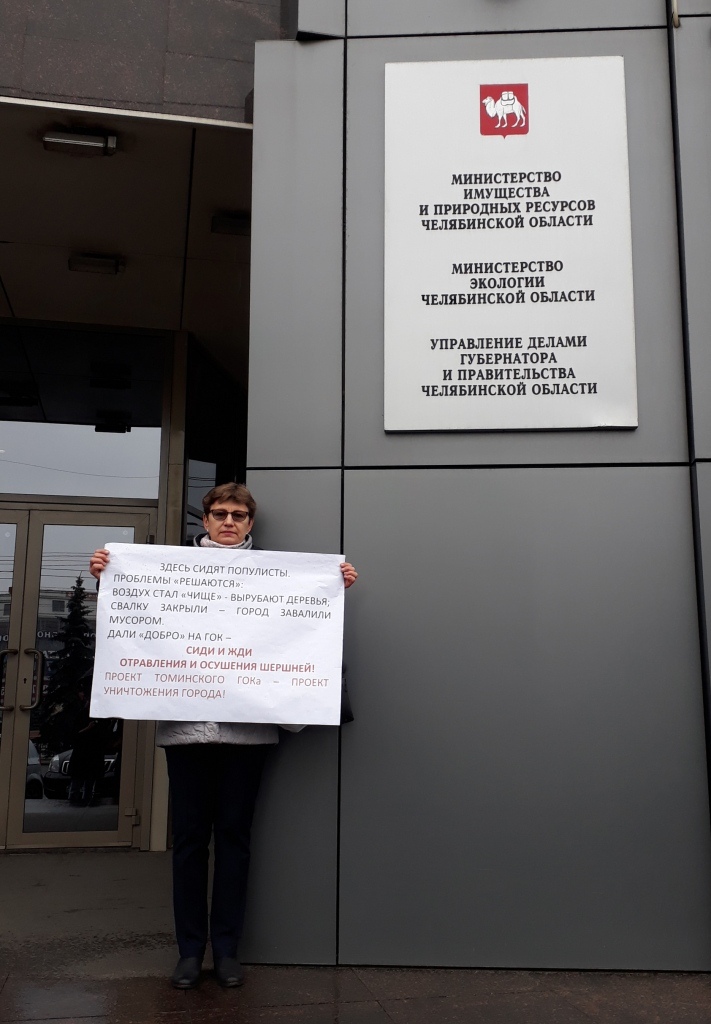 МИНИСТЕРСТВО
ИМУЩЕСТВА
И ПРИРОДНЫХ РЕСУРСОВ
ЧЕЛЯБИНСКОЙ ОБЛАСТИ
МИНИСТЕРСТВО
ЭКОЛОГИИ
ЧЕЛЯБИНСКОЙ ОБЛАСТИ
УПРАВЛЕНИЕ ДЕЛАМИ
ГУБЕРНАТОРА
И ПРАВИТЕЛЬСТВА
ЧЕЛЯБИНСКОЙ ОБЛАСТИ
ЗДЕСЬ СИДЯТ ПОПУЛИСТЫ.
ПРОБЛЕМЫ «РЕШАЮТСЯ»:
ВОЗДУХ СТАЛ «ЧИЩЕ» - ВЫРУБАЮТ ДЕРЕВЬЯ;
СВАЛКУ ЗАКРЫЛИ – ГОРОД ЗАВАЛИЛИ
МУСОРОМ.
ДАЛИ «ДОБРО» НА ГОК –
СИДИ И ЖДИ
ОТРАВЛЕНИЯ И ОСУШЕНИЯ ШЕРШНЕЙ!
ПРОЕКТ ТОМИНСКОГО ГОКа – ПРОЕКТ
УНИЧТОЖЕНИЯ ГОРОДА!